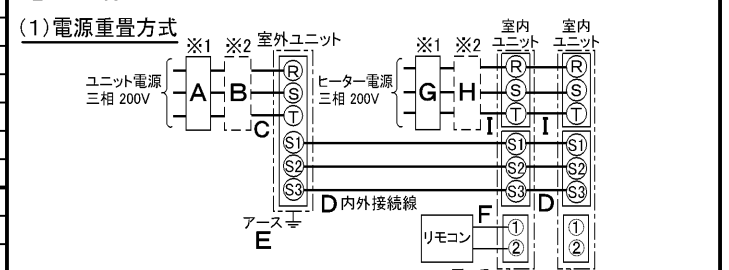 (1)電源重畳方式
※1 ※2 室外ユニット
ユニット電源
三相 200V
A B
R
S
T
C
S1
S2
S3
D 内外接続線
アース
E
※1 ※2
ヒーター電源
三相 200V
G H
室内
ユニット
R
S
T
I
S1
S2
S3
F
リモコン
1
2
室内
ユニット
R
S
T
I
S1
S2
S3
D
1
2